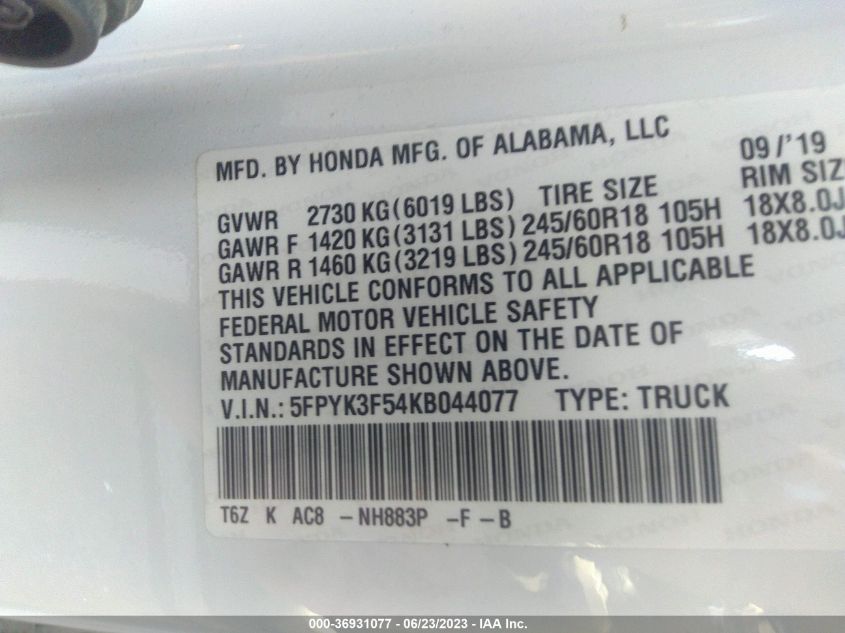 MFD. BY HONDA MFG. OF ALABAMA, LLC 09/'19
GVWR 2730 KG (6019 LBS) TIRE SIZE RIM SIZ
GAWR F 1420 KG (3131 LBS) 245/60R18 105H 18X8.0J
GAWR R 1460 KG (3219 LBS) 245/60R18 105H 18X8.0J
THIS VEHICLE CONFORMS TO ALL APPLICABLE
FEDERAL MOTOR VEHICLE SAFETY
STANDARDS IN EFFECT ON THE DATE OF
MANUFACTURE SHOWN ABOVE.
V.I.N.: 5FPYK3F54KB044077 TYPE: TRUCK
T6Z K AC8 -NH883P -F -B
000-36931077 - 06/23/2023 - IAA Inc.